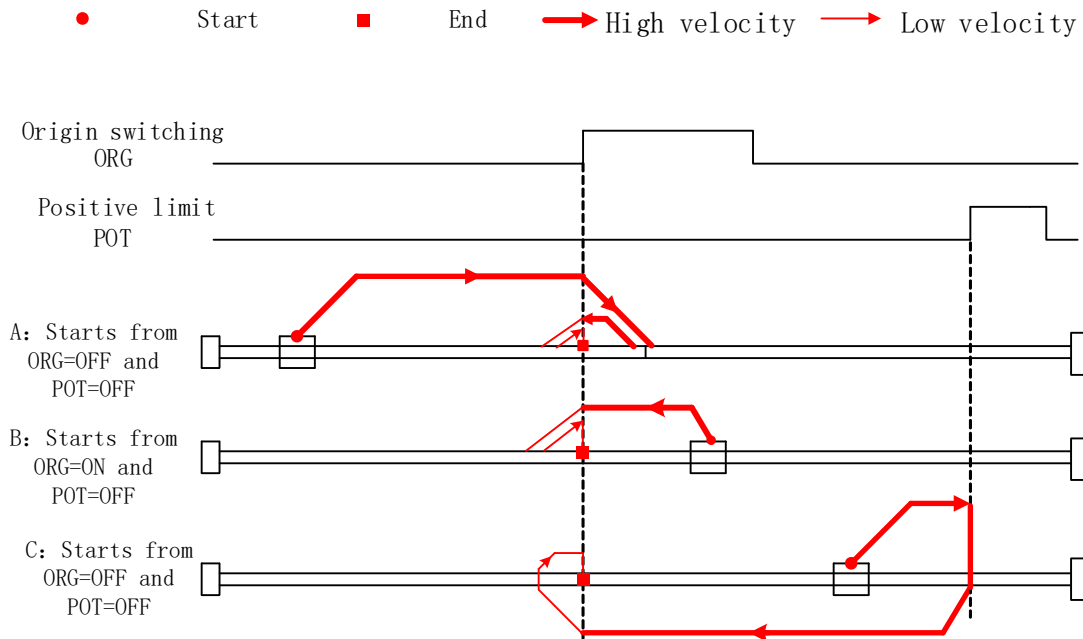 Start End High velocity Low velocity
Origin switching
ORG
Positive limit
POT
A: Starts from
ORG=OFF and
POT=OFF
B: Starts from
ORG=ON and
POT=OFF
C: Starts from
ORG=OFF and
POT=OFF